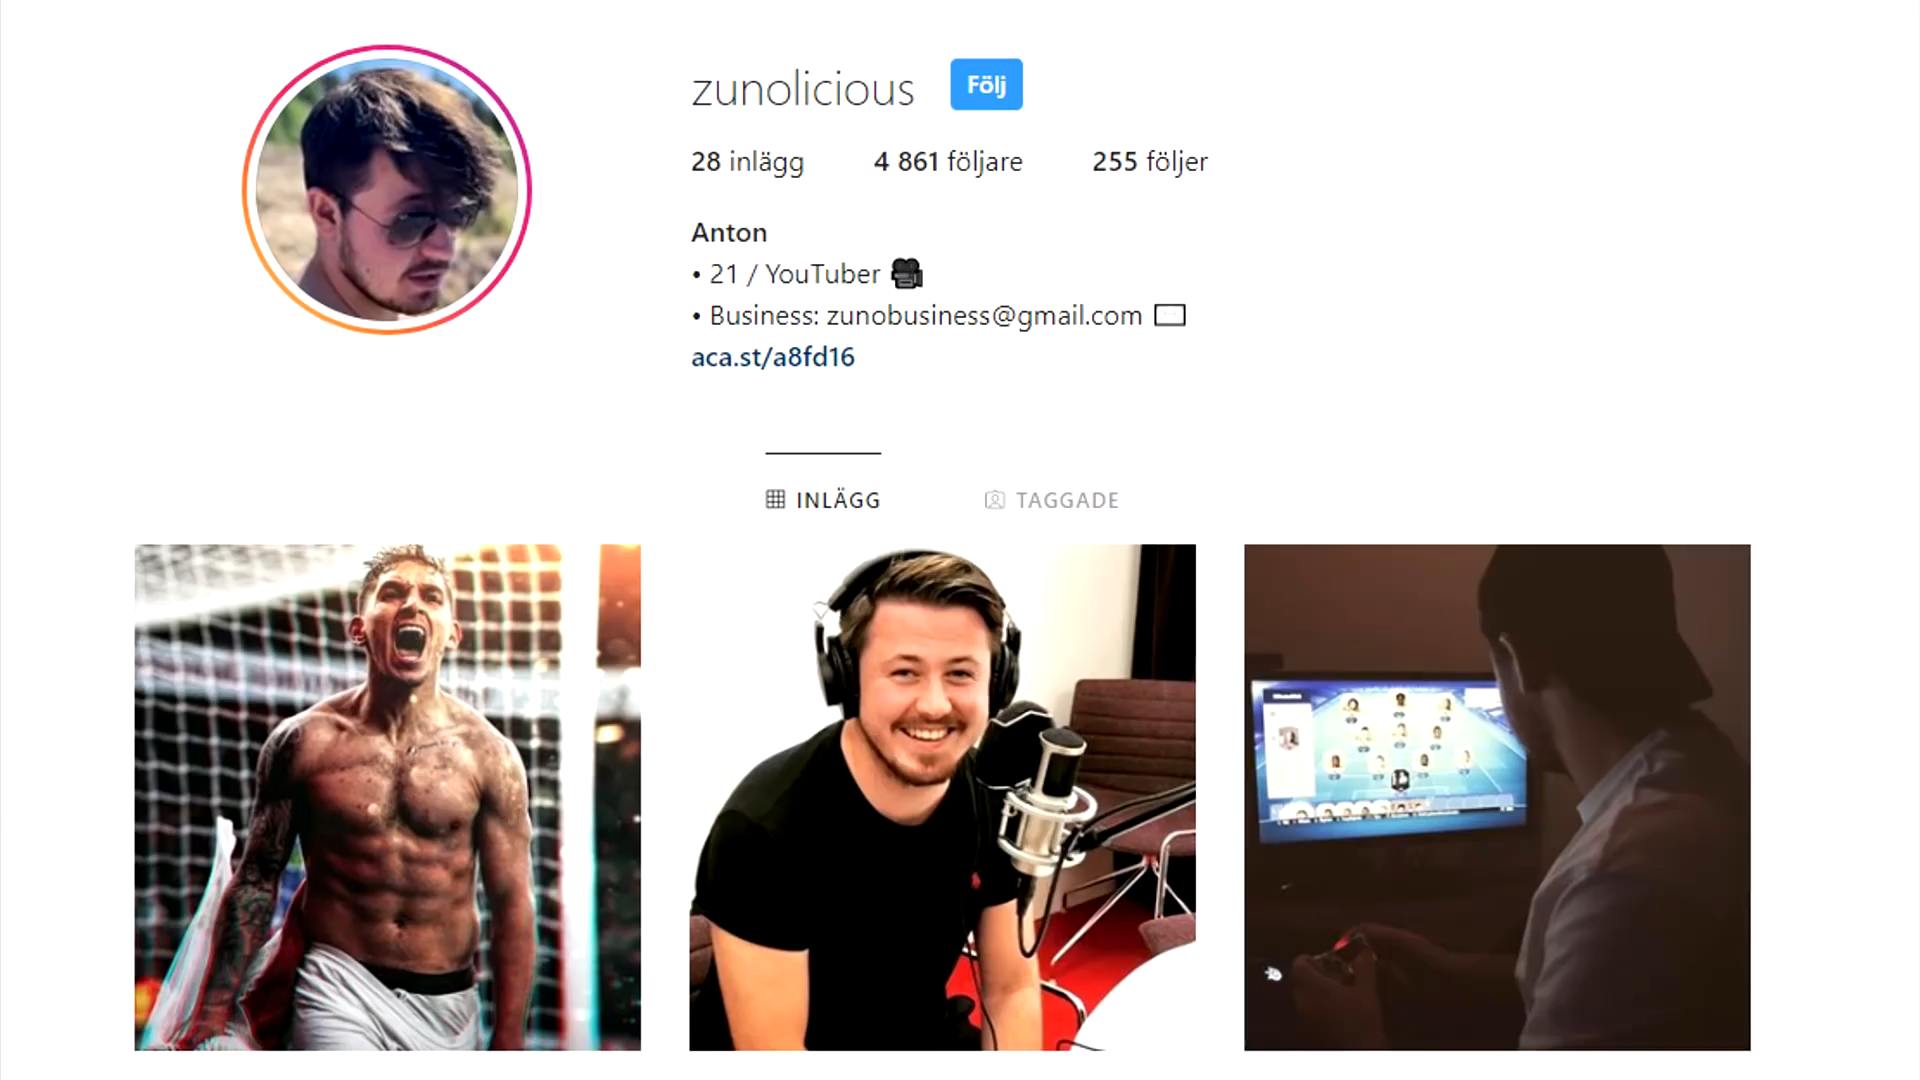 zunolicious Följ
28 inlägg 4 861 följare 255 följer
Anton
• 21 / YouTuber 🎥
• Business: zunobusiness@gmail.com ✉
aca.st/a8fd16
INLÄGG TAGGADE